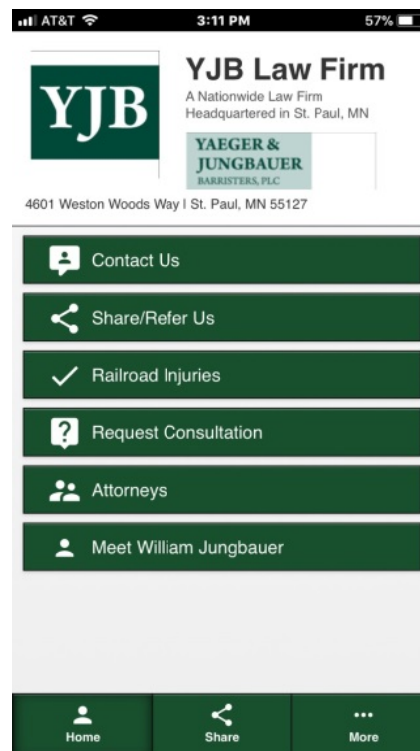 AT&T 3:11 PM 57%
YJB
YJB Law Firm
A Nationwide Law Firm
Headquartered in St. Paul, MN
YAEGER &
JUNGBAUER
BARRISTERS, PLC
4601 Weston Woods Way | St. Paul, MN 55127
Contact Us
Share/Refer Us
Railroad Injuries
Request Consultation
Attorneys
Meet William Jungbauer
Home Share More